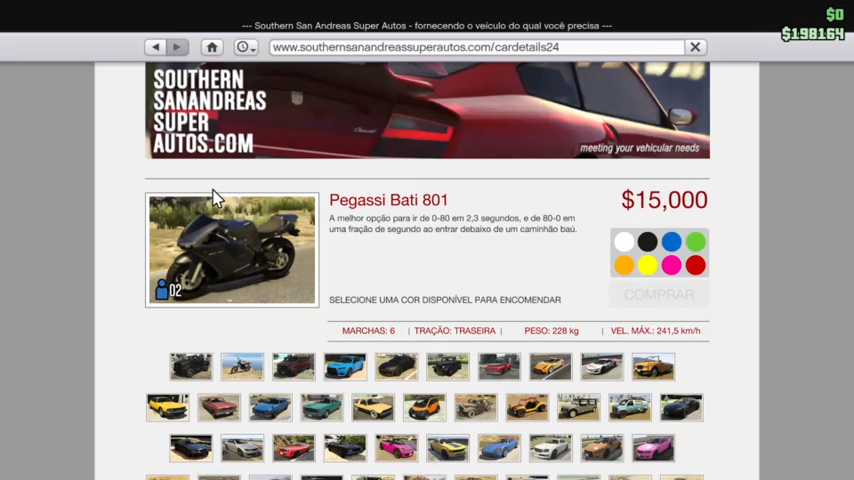 --- Southern San Andreas Super Autos - fornecendo o veículo do qual você precisa ---
$0
$198164
www.southernsanandreassuperautos.com/cardetails24
SOUTHERN
SANANDREAS
SUPER
AUTOS.COM
meeting your vehicular needs
Pegassi Bati 801
$15,000
A melhor opção para ir de 0-80 em 2,3 segundos, e de 80-0 em
uma fração de segundo ao entrar debaixo de um caminhão baú.
02
SELECIONE UMA COR DISPONÍVEL PARA ENCOMENDAR
COMPRAR
MARCHAS: 6 | TRAÇÃO: TRASEIRA | PESO: 228 kg | VEL. MÁX.: 241,5 km/h